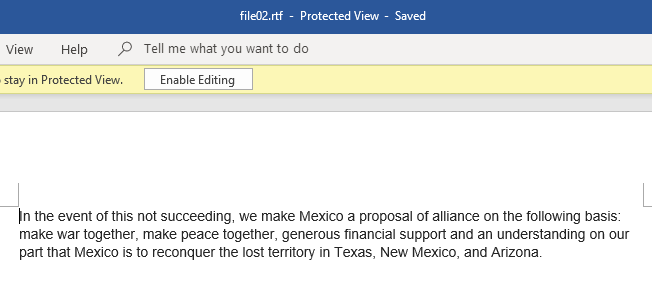 file02.rtf - Protected View - Saved
View Help Tell me what you want to do
stay in Protected View. Enable Editing
In the event of this not succeeding, we make Mexico a proposal of alliance on the following basis:
make war together, make peace together, generous financial support and an understanding on our
part that Mexico is to reconquer the lost territory in Texas, New Mexico, and Arizona.